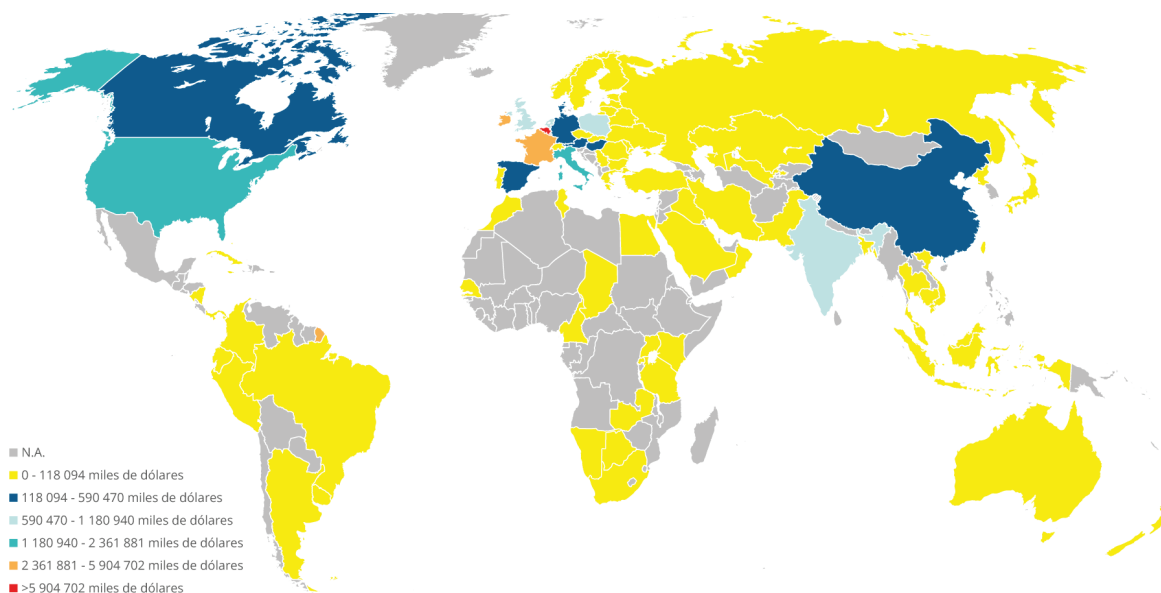 N.A.
0 - 118 094 miles de dólares
118 094 - 590 470 miles de dólares
590 470 - 1 180 940 miles de dólares
1 180 940 - 2 361 881 miles de dólares
2 361 881 - 5 904 702 miles de dólares
>5 904 702 miles de dólares